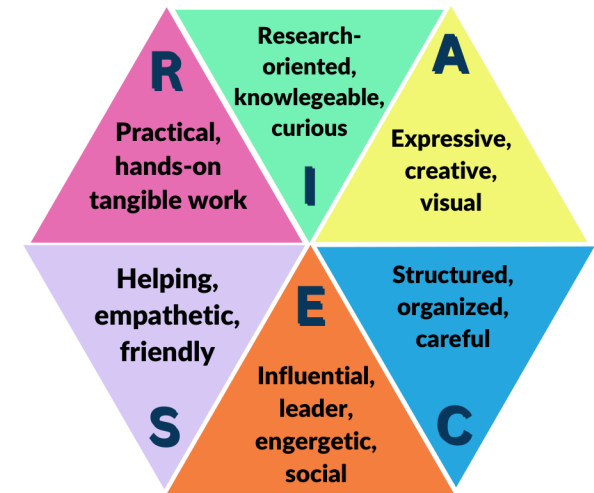 R
Practical,
hands-on
tangible work
Research-
oriented,
knowlegeable,
curious
I
A
Expressive,
creative,
visual
Helping,
empathetic,
friendly
S
E
Influential,
leader,
engergetic,
social
Structured,
organized,
careful
C